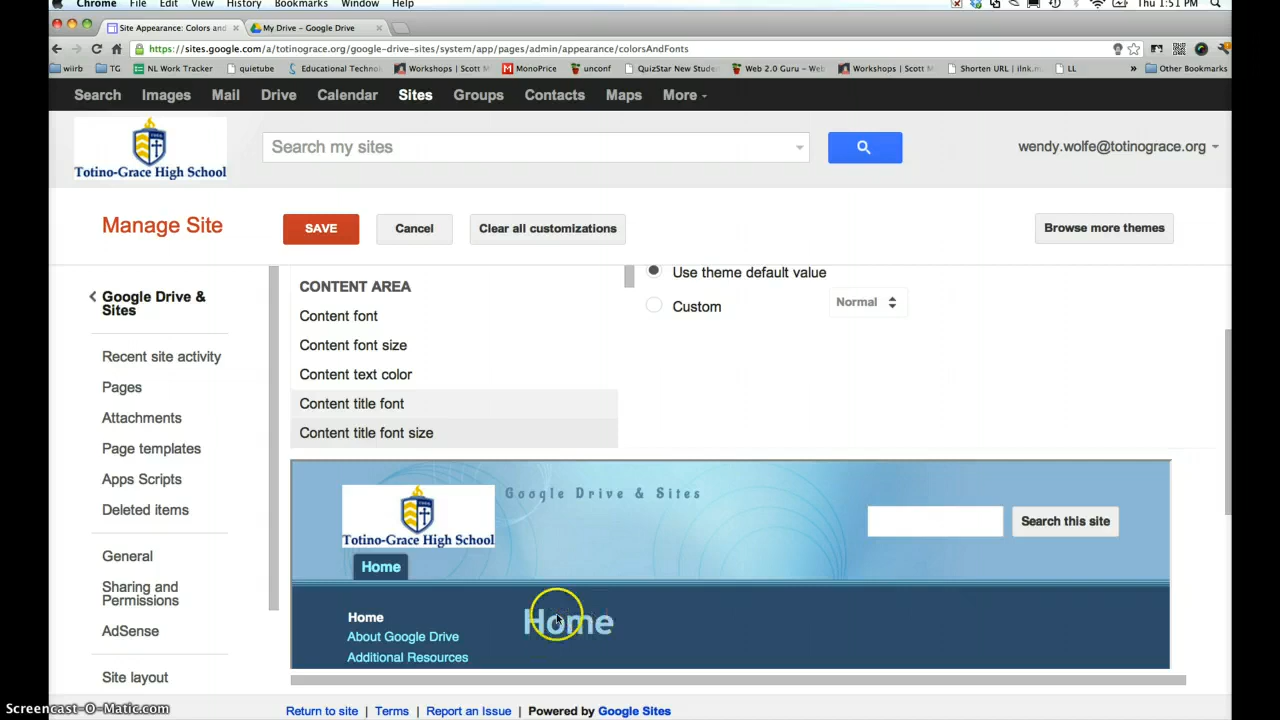 Chrome File Edit View History Bookmarks Window Help Thu 1:51 PM
Site Appearance: Colors and × My Drive – Google Drive ×
https://sites.google.com/a/totinograce.org/google-drive-sites/system/app/pages/admin/appearance/colorsAndFonts
wiirb TG NL Work Tracker quietube Educational Techno Workshops | Scott M MonoPrice unconf QuizStar New Stude Web 2.0 Guru – Web Workshops | Scott M Shorten URL | ilnk.m LL » Other Bookmarks
Search Images Mail Drive Calendar Sites Groups Contacts Maps More
Totino-Grace High School
Search my sites
wendy.wolfe@totinograce.org
Manage Site
SAVE Cancel Clear all customizations Browse more themes
Google Drive &
Sites
Recent site activity
Pages
Attachments
Page templates
Apps Scripts
Deleted items
General
Sharing and
Permissions
AdSense
Site layout
CONTENT AREA
Content font
Content font size
Content text color
Content title font
Content title font size
Use theme default value
Custom Normal
Totino-Grace High School
Google Drive & Sites
Search this site
Home
Home
About Google Drive
Additional Resources
Home
Return to site | Terms | Report an Issue | Powered by Google Sites
Screencast-O-Matic.com